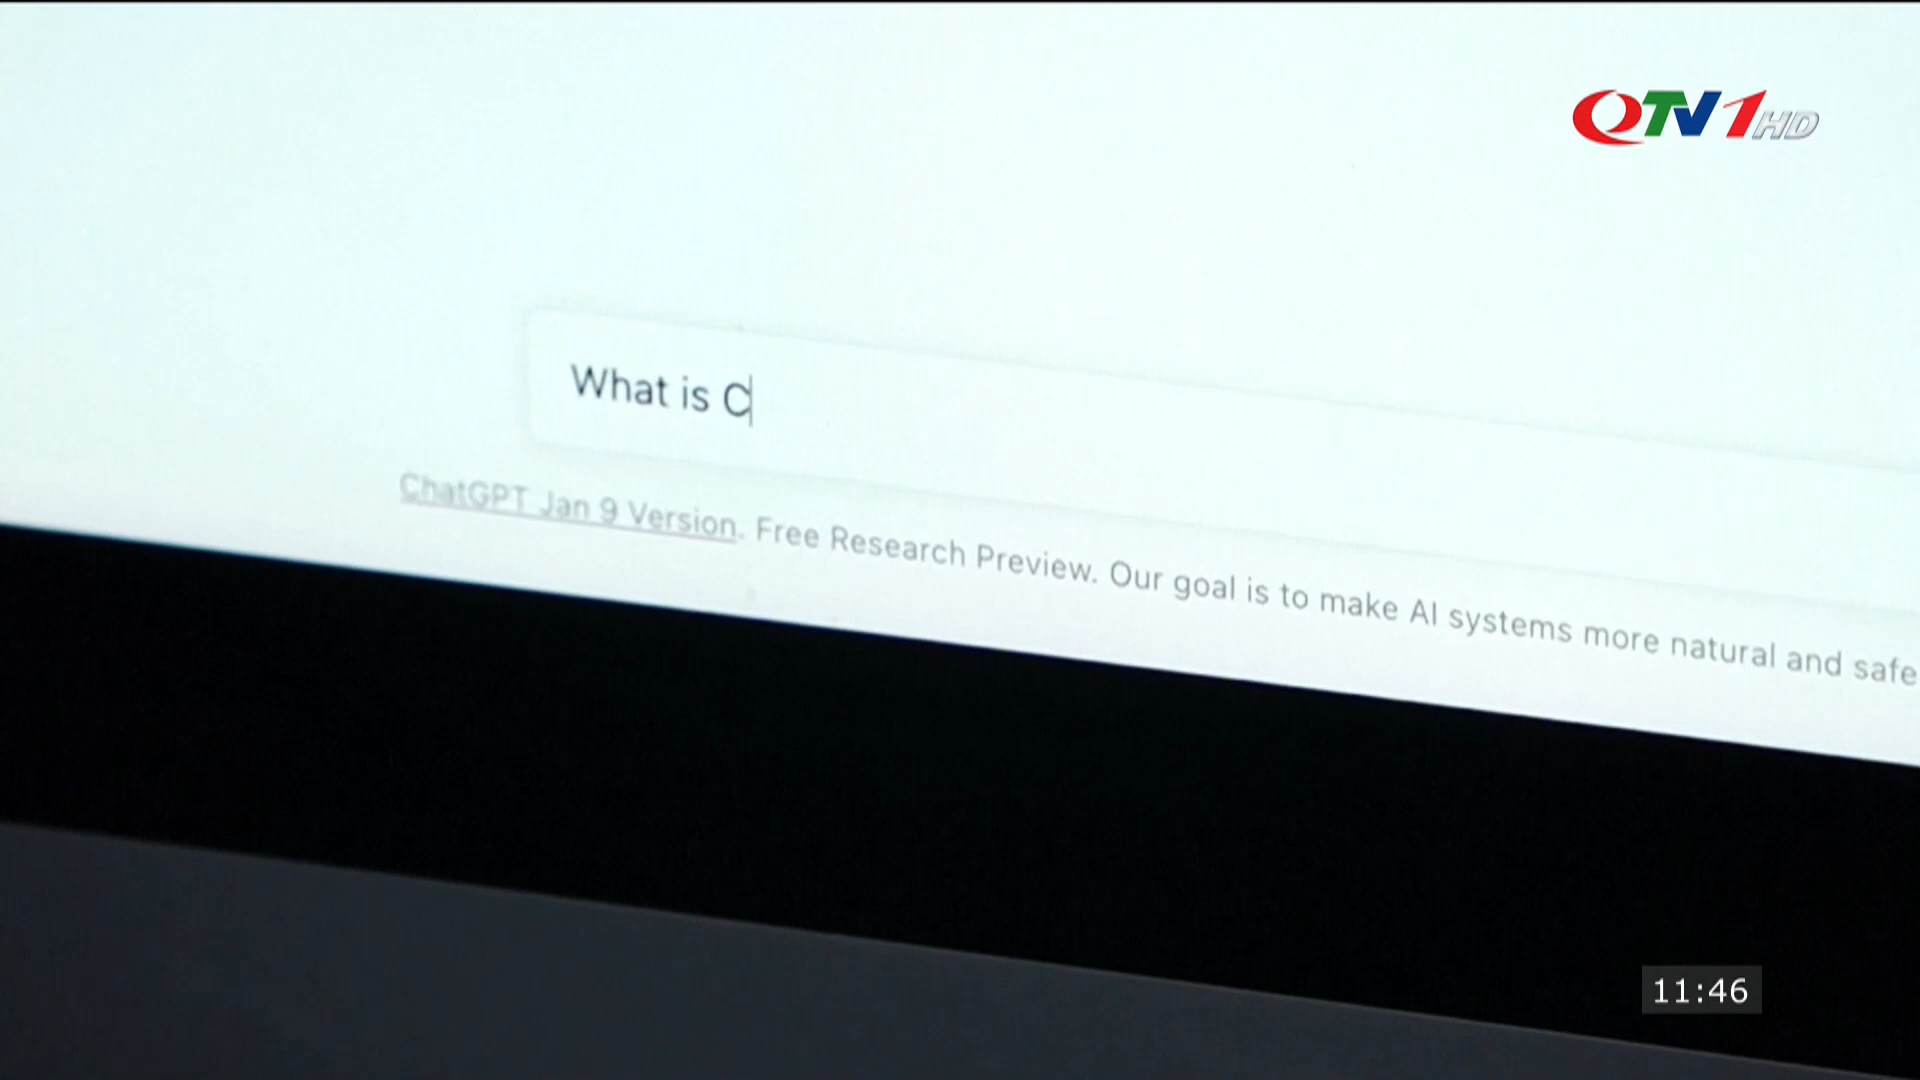 QTV1HD
What is C
ChatGPT Jan 9 Version. Free Research Preview. Our goal is to make AI systems more natural and safe
11:46